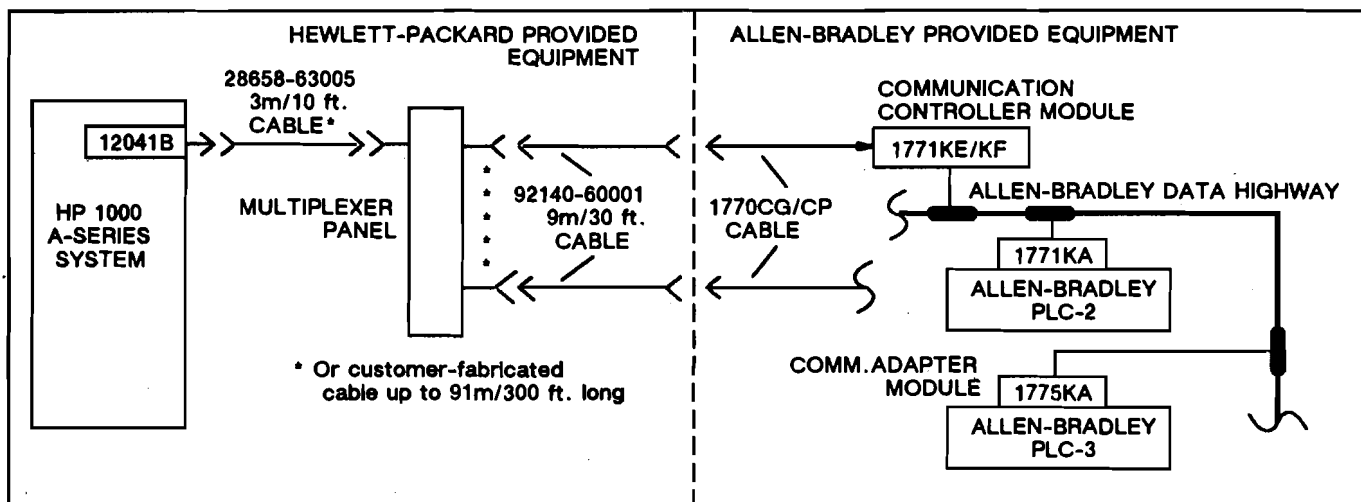 HEWLETT-PACKARD PROVIDED
EQUIPMENT
ALLEN-BRADLEY PROVIDED EQUIPMENT
28658-63005
3m/10 ft.
CABLE*
12041B
HP 1000
A-SERIES
SYSTEM
MULTIPLEXER
PANEL
*
*
*
*
*
92140-60001
9m/30 ft.
CABLE
1770CG/CP
CABLE
COMMUNICATION
CONTROLLER MODULE
1771KE/KF
ALLEN-BRADLEY DATA HIGHWAY
1771KA
ALLEN-BRADLEY
PLC-2
* Or customer-fabricated
cable up to 91m/300 ft. long
COMM.ADAPTER
MODULE
1775KA
ALLEN-BRADLEY
PLC-3